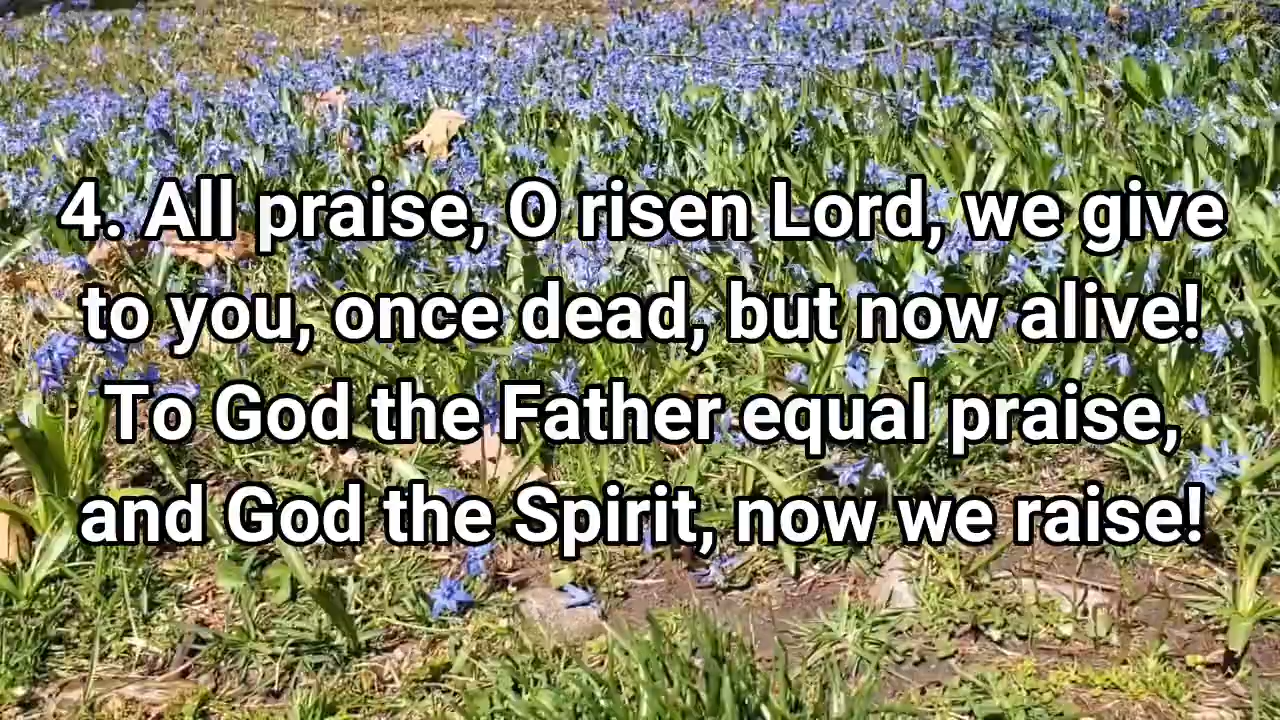 4. All praise, O risen Lord, we give
to you, once dead, but now alive!
To God the Father equal praise,
and God the Spirit, now we raise!